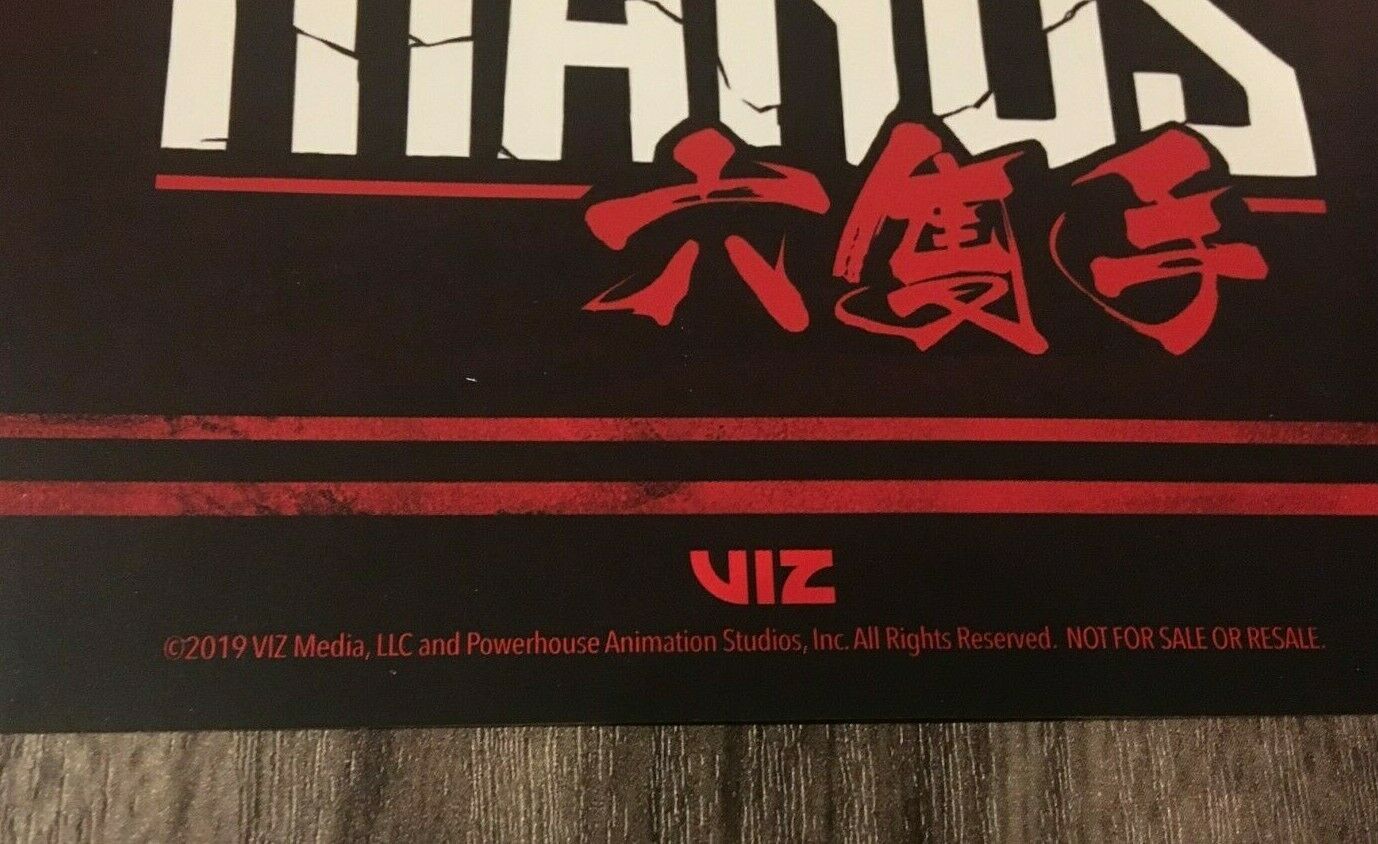 MANOS
六隻手
VIZ
©2019 VIZ Media, LLC and Powerhouse Animation Studios, Inc. All Rights Reserved. NOT FOR SALE OR RESALE.